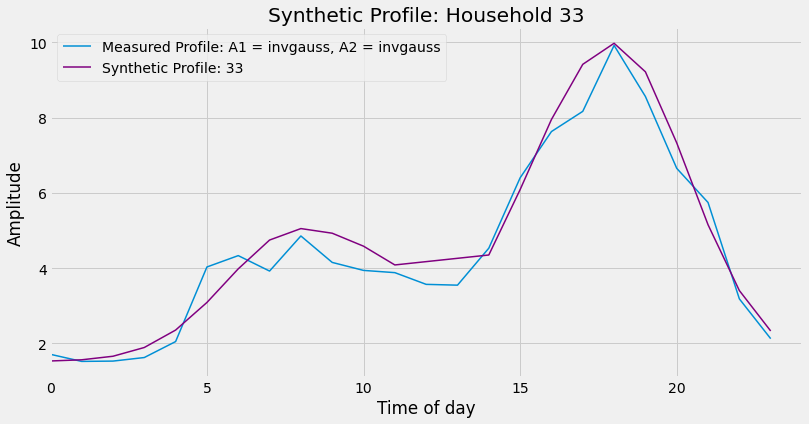 Synthetic Profile: Household 33
Measured Profile: A1 = invgauss, A2 = invgauss
Synthetic Profile: 33
Amplitude
10
8
6
4
2
0 5 10 15 20
Time of day